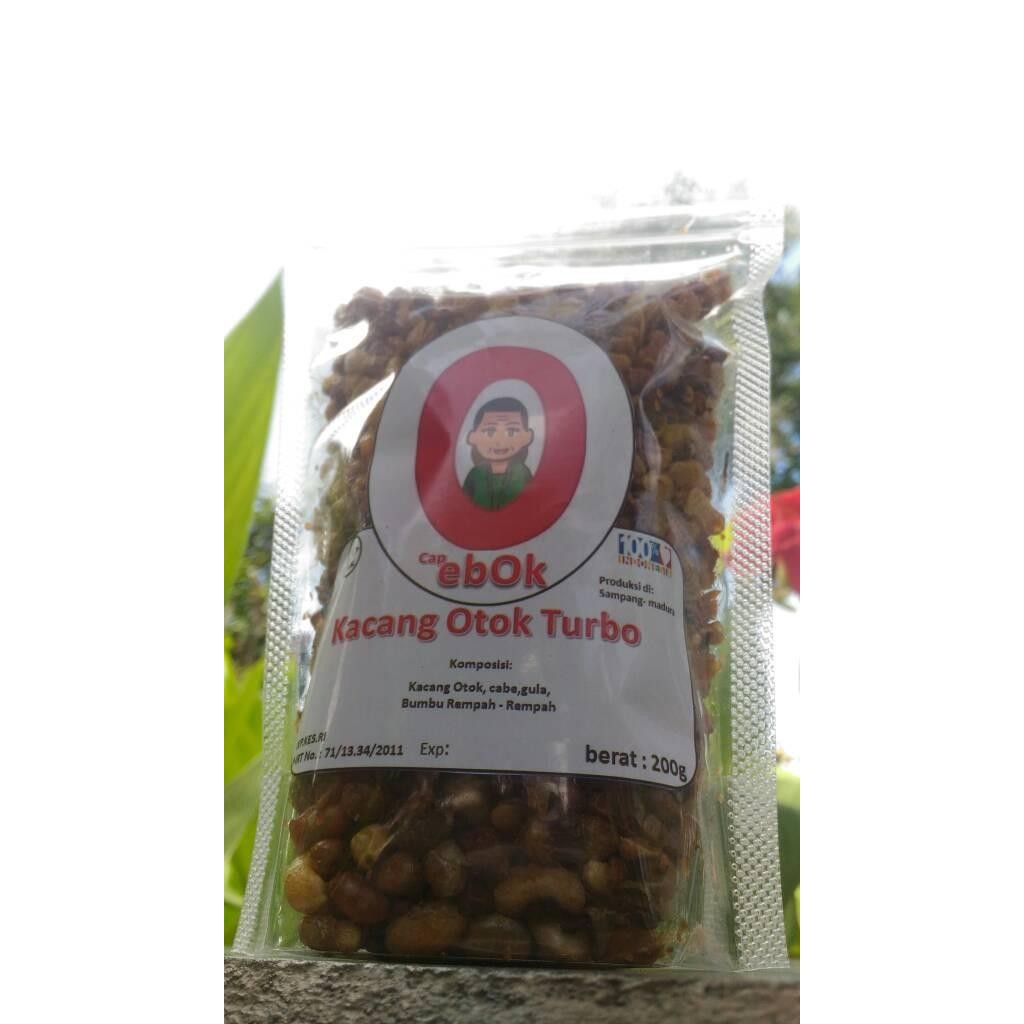 Cap
ebOk
100%
INDONESIA
Produksi di:
Sampang- madura
Kacang Otok Turbo
Komposisi:
Kacang Otok, cabe,gula,
Bumbu Rempah - Rempah
No. : 71/13.34/2011 Exp:
berat : 200g